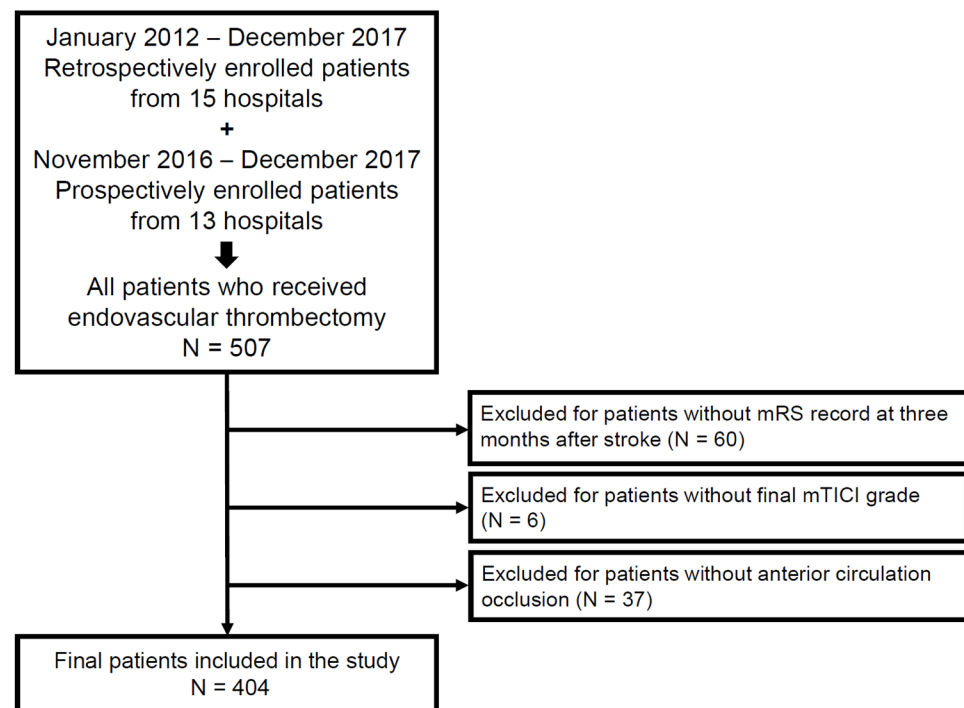 January 2012 – December 2017
Retrospectively enrolled patients
from 15 hospitals
+
November 2016 – December 2017
Prospectively enrolled patients
from 13 hospitals
All patients who received
endovascular thrombectomy
N = 507
Excluded for patients without mRS record at three
months after stroke (N = 60)
Excluded for patients without final mTICI grade
(N = 6)
Excluded for patients without anterior circulation
occlusion (N = 37)
Final patients included in the study
N = 404